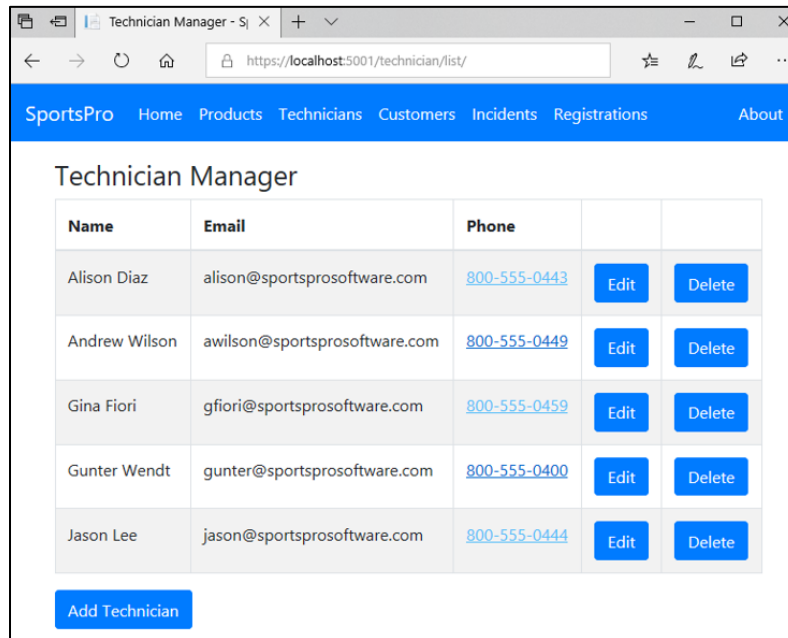 Technician Manager - S
https://localhost:5001/technician/list/
SportsPro Home Products Technicians Customers Incidents Registrations About
Technician Manager
Name Email Phone
Alison Diaz alison@sportsprosoftware.com 800-555-0443 Edit Delete
Andrew Wilson awilson@sportsprosoftware.com 800-555-0449 Edit Delete
Gina Fiori gfiori@sportsprosoftware.com 800-555-0459 Edit Delete
Gunter Wendt gunter@sportsprosoftware.com 800-555-0400 Edit Delete
Jason Lee jason@sportsprosoftware.com 800-555-0444 Edit Delete
Add Technician